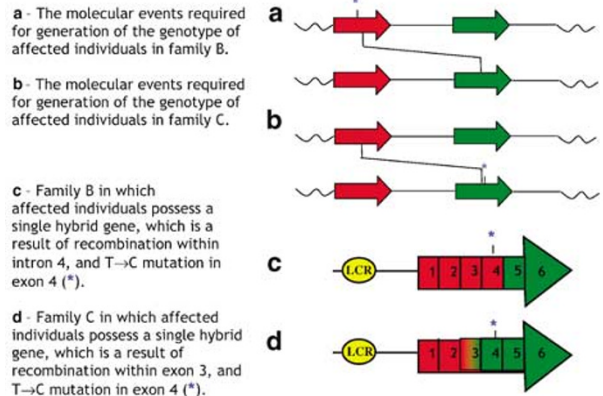 a - The molecular events required
for generation of the genotype of
affected individuals in family B.
b - The molecular events required
for generation of the genotype of
affected individuals in family C.
c - Family B in which
affected individuals possess a
single hybrid gene, which is a
result of recombination within
intron 4, and T→C mutation in
exon 4 (*).
d - Family C in which affected
individuals possess a single hybrid
gene, which is a result of
recombination within exon 3, and
T→C mutation in exon 4 (*).
a
*
b
*
c
*
LCR 1 2 3 4 5 6
d
*
LCR 1 2 3 4 5 6